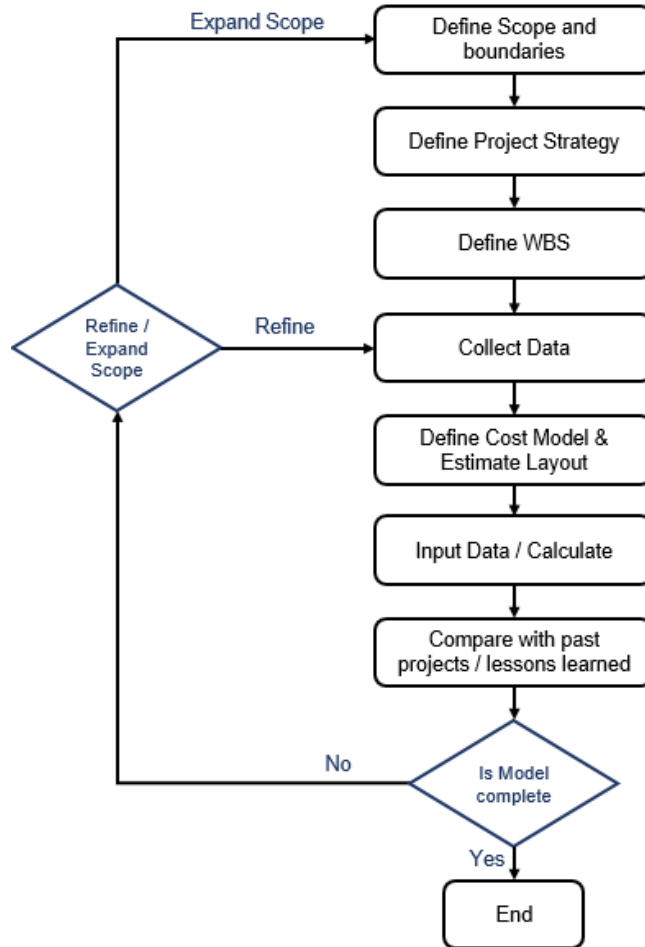 Expand Scope
Define Scope and
boundaries
Define Project Strategy
Define WBS
Refine /
Expand
Scope
Refine
Collect Data
Define Cost Model &
Estimate Layout
Input Data / Calculate
Compare with past
projects / lessons learned
No
Is Model
complete
Yes
End